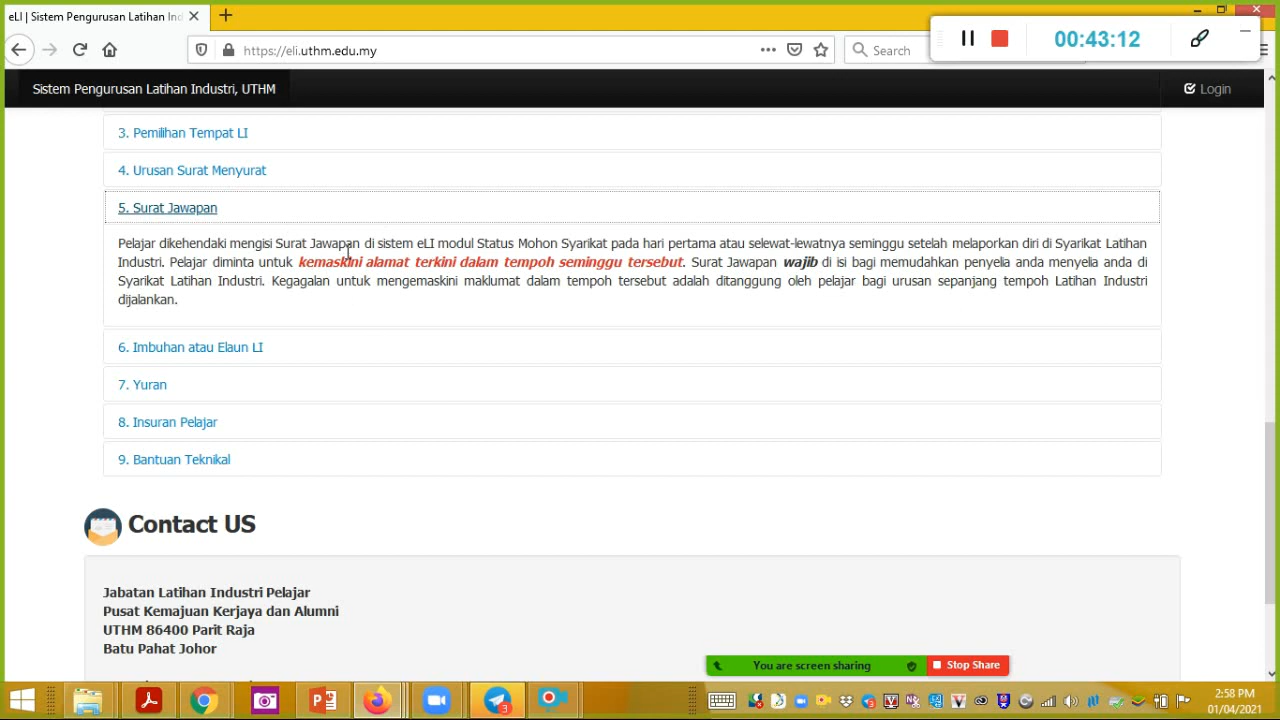 eLI | Sistem Pengurusan Latihan Ind
https://eli.uthm.edu.my
Search
00:43:12
Sistem Pengurusan Latihan Industri, UTHM
Login
3. Pemilihan Tempat LI
4. Urusan Surat Menyurat
5. Surat Jawapan
Pelajar dikehendaki mengisi Surat Jawapan di sistem eLI modul Status Mohon Syarikat pada hari pertama atau selewat-lewatnya seminggu setelah melaporkan diri di Syarikat Latihan
Industri. Pelajar diminta untuk kemaskini alamat terkini dalam tempoh seminggu tersebut. Surat Jawapan wajib di isi bagi memudahkan penyelia anda menyelia anda di
Syarikat Latihan Industri. Kegagalan untuk mengemaskini maklumat dalam tempoh tersebut adalah ditanggung oleh pelajar bagi urusan sepanjang tempoh Latihan Industri
dijalankan.
6. Imbuhan atau Elaun LI
7. Yuran
8. Insuran Pelajar
9. Bantuan Teknikal
Contact US
Jabatan Latihan Industri Pelajar
Pusat Kemajuan Kerjaya dan Alumni
UTHM 86400 Parit Raja
Batu Pahat Johor
You are screen sharing
Stop Share
2:58 PM
01/04/2021